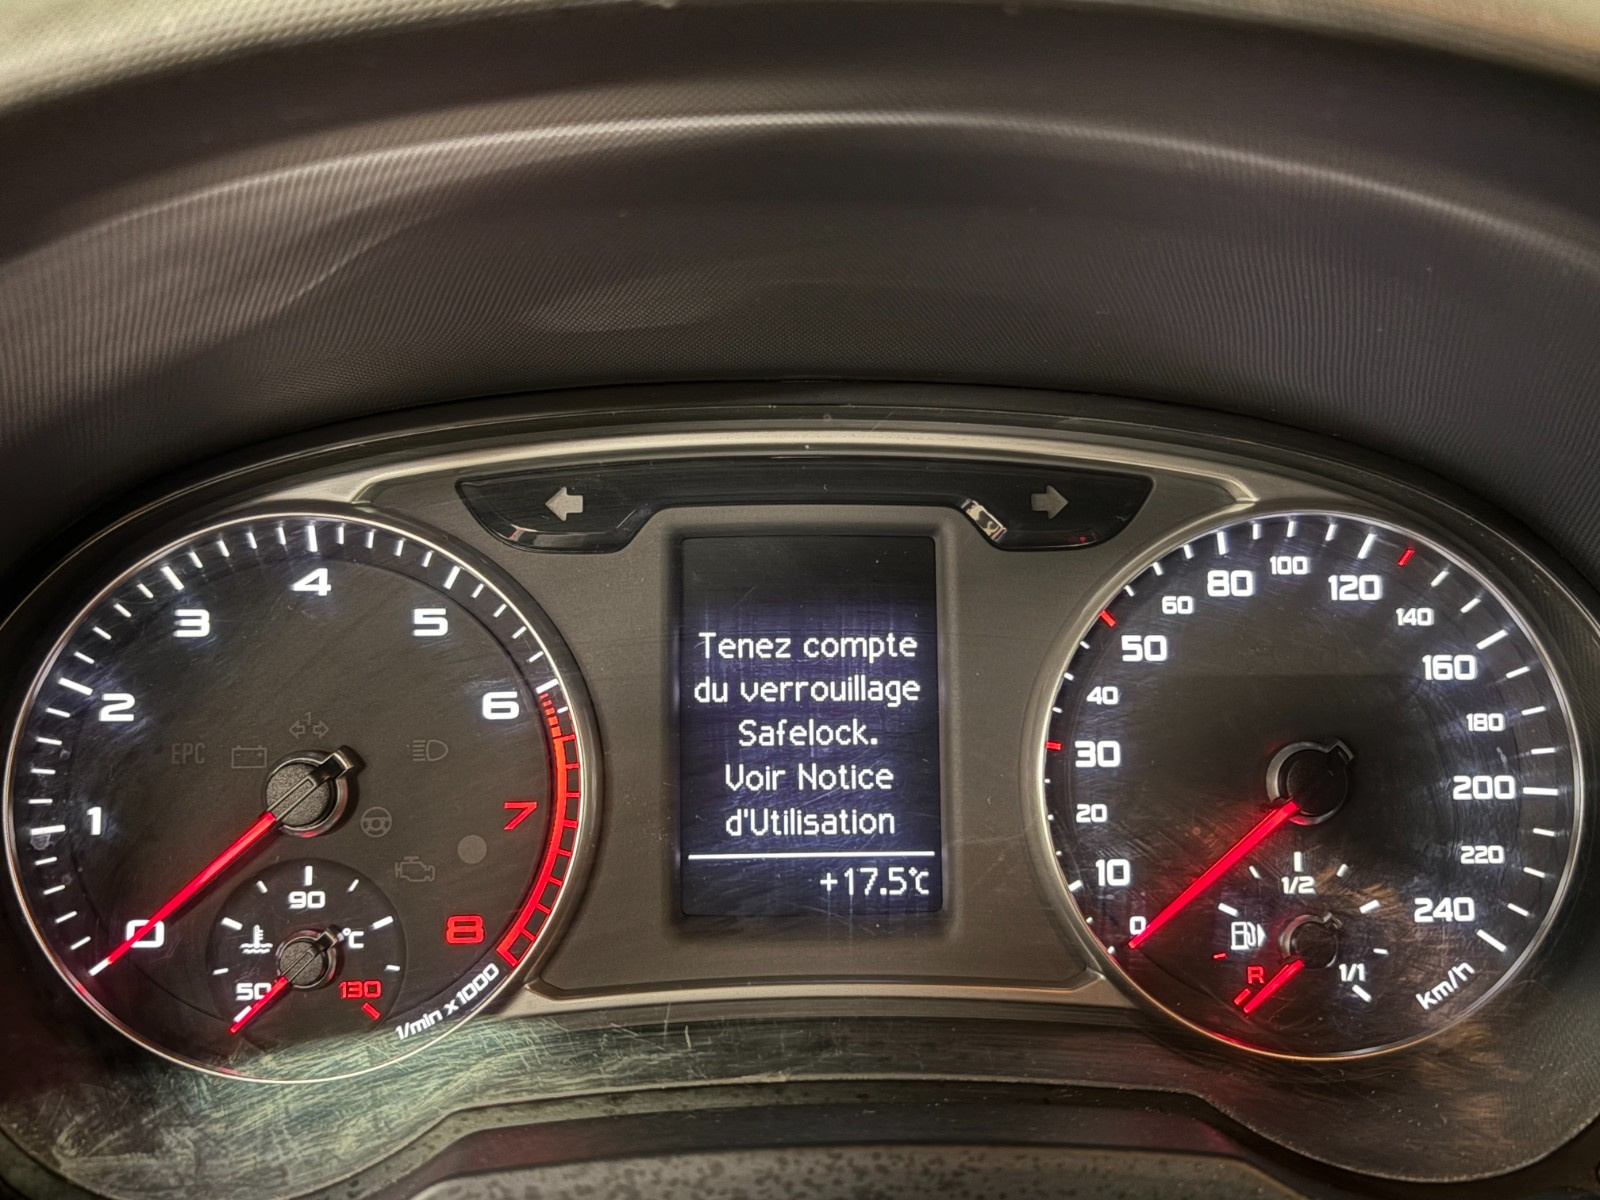 Tenez compte
du verrouillage
Safelock.
Voir Notice
d'Utilisation
+17.5°C
0
1
2
3
4
5
6
7
8
1/min x 1000
EPC
50
90
130
°C
0
10
20
30
40
50
60
80
100
120
140
160
180
200
220
240
km/h
R
1/2
1/1